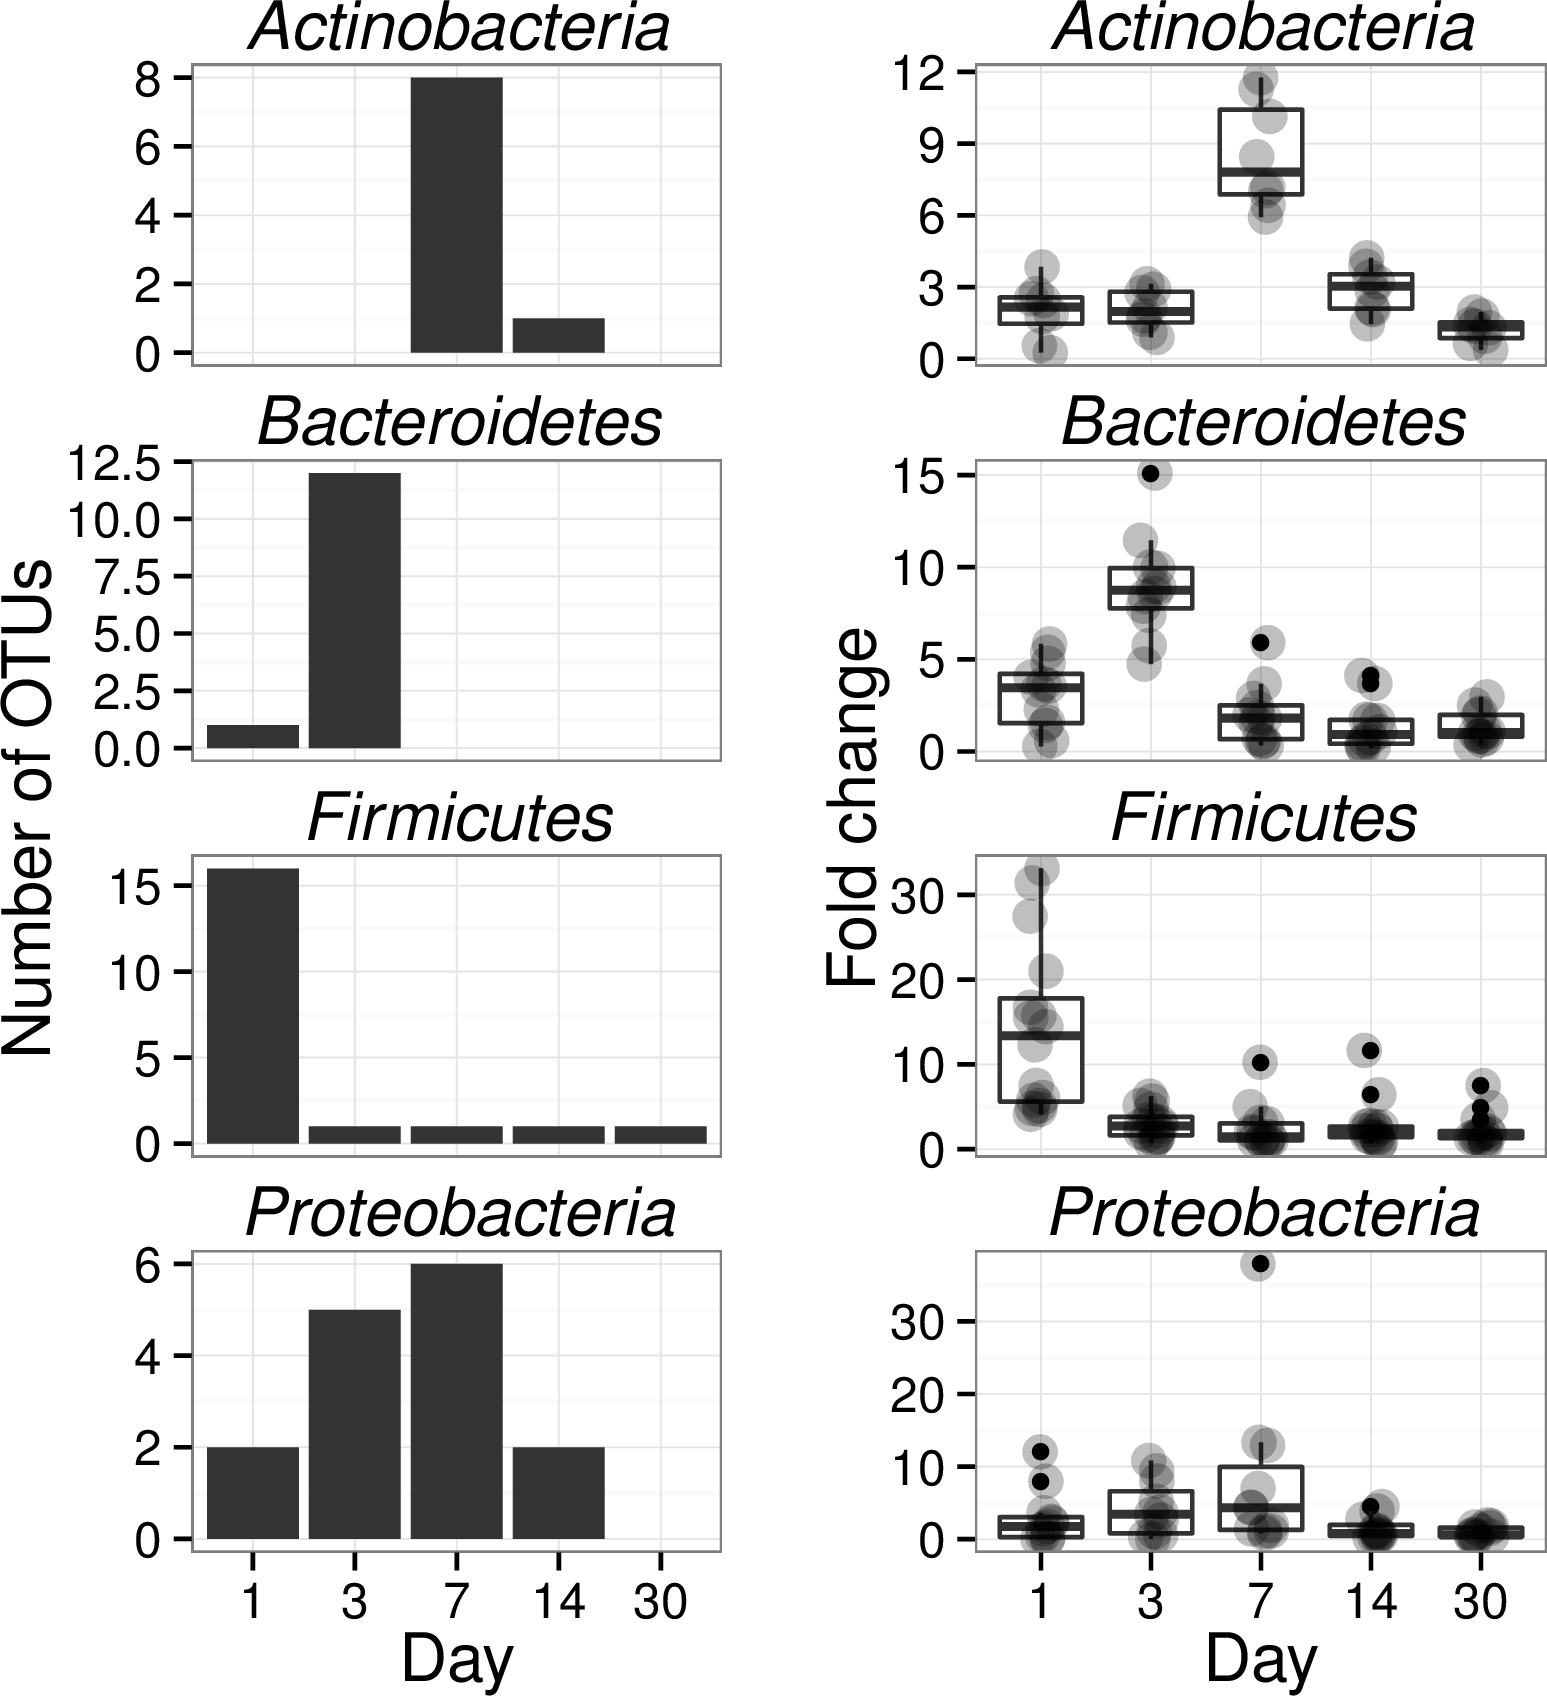 Actinobacteria
8
6
4
2
0
Bacteroidetes
12.5
10.0
7.5
5.0
2.5
0.0
Firmicutes
15
10
5
0
Proteobacteria
6
4
2
0
1 3 7 14 30
Day
Number of OTUs
Actinobacteria
12
9
6
3
0
Bacteroidetes
15
10
5
0
Firmicutes
30
20
10
0
Proteobacteria
30
20
10
0
1 3 7 14 30
Day
Fold change